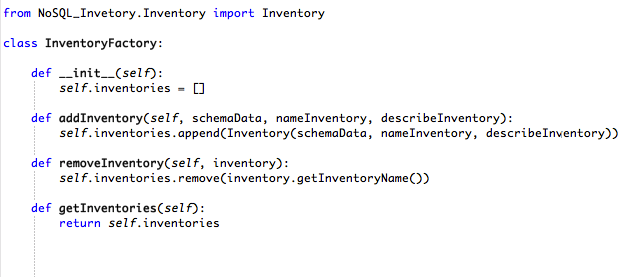 from NoSQL_Invetory.Inventory import Inventory
class InventoryFactory:
def __init__(self):
self.inventories = []
def addInventory(self, schemaData, nameInventory, describeInventory):
self.inventories.append(Inventory(schemaData, nameInventory, describeInventory))
def removeInventory(self, inventory):
self.inventories.remove(inventory.getInventoryName())
def getInventories(self):
return self.inventories